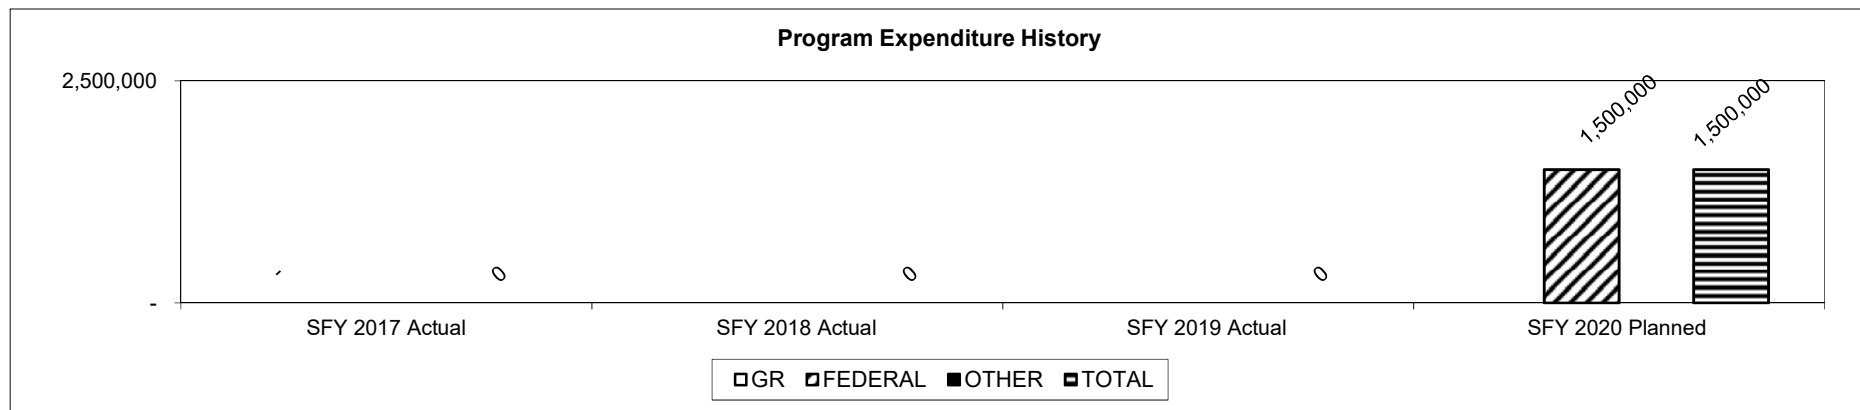 Program Expenditure History
2,500,000
1,500,000
1,500,000
-
0
0
0
-
SFY 2017 Actual
SFY 2018 Actual
SFY 2019 Actual
SFY 2020 Planned
GR FEDERAL OTHER TOTAL